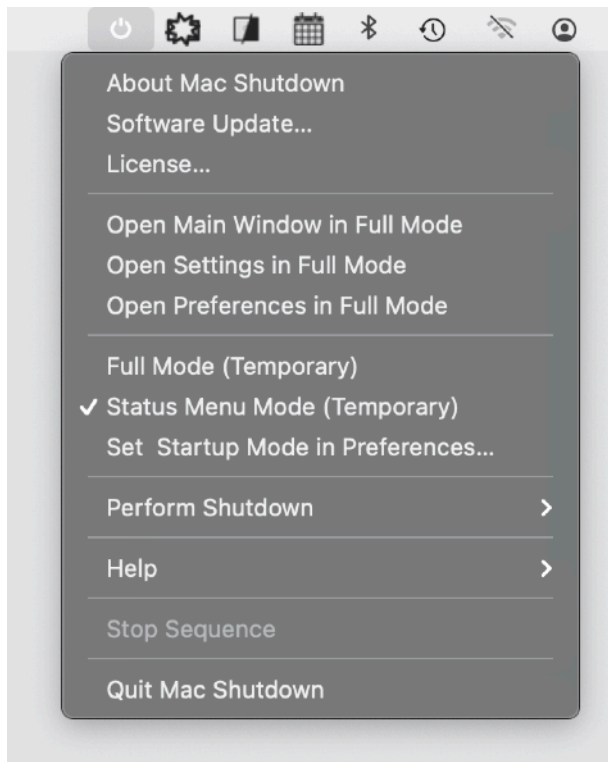 About Mac Shutdown
Software Update...
License...
Open Main Window in Full Mode
Open Settings in Full Mode
Open Preferences in Full Mode
Full Mode (Temporary)
Status Menu Mode (Temporary)
Set  Startup Mode in Preferences...
Perform Shutdown
Help
Stop Sequence
Quit Mac Shutdown